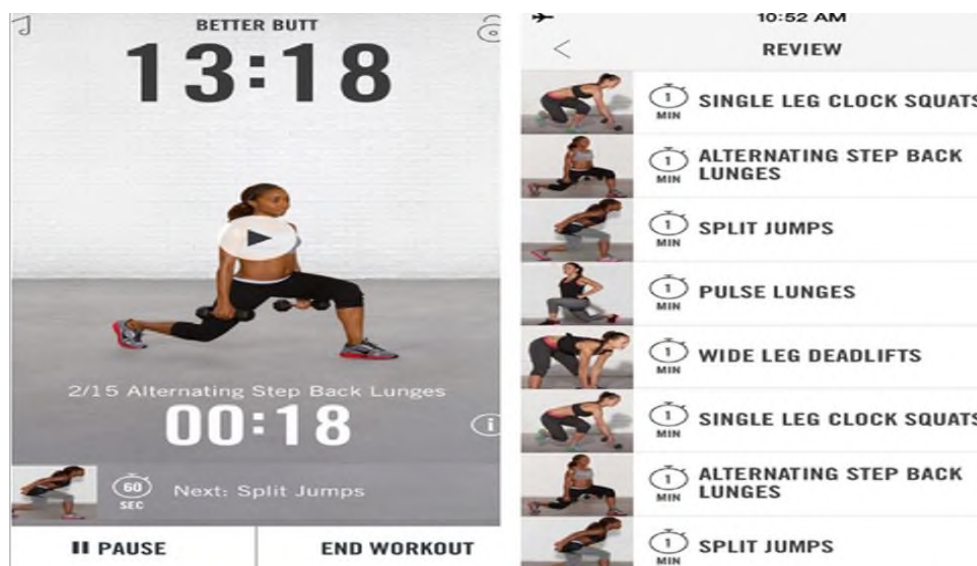 BETTER BUTT
13:18
2/15 Alternating Step Back Lunges
00:18
60
SEC
Next: Split Jumps
PAUSE
END WORKOUT
10:52 AM
REVIEW
1
MIN
SINGLE LEG CLOCK SQUATS
1
MIN
ALTERNATING STEP BACK
LUNGES
1
MIN
SPLIT JUMPS
1
MIN
PULSE LUNGES
1
MIN
WIDE LEG DEADLIFTS
1
MIN
SINGLE LEG CLOCK SQUATS
1
MIN
ALTERNATING STEP BACK
LUNGES
1
MIN
SPLIT JUMPS